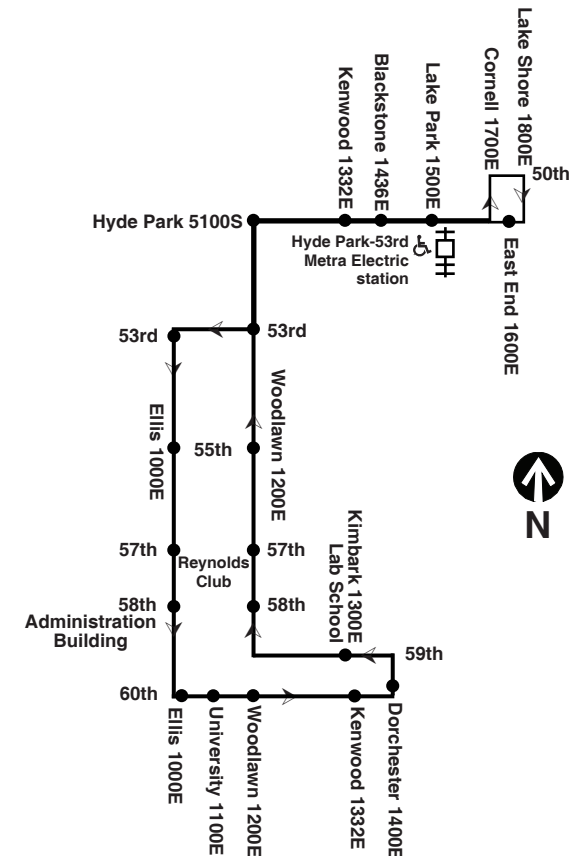 Lake Shore 1800E
Cornell 1700E
50th
Kenwood 1332E
Blackstone 1436E
Lake Park 1500E
Hyde Park 5100S
Hyde Park-53rd
Metra Electric
station
East End 1600E
53rd
53rd
Ellis 1000E
55th
Woodlawn 1200E
N
57th
Reynolds
Club
57th
Kimbark 1300E
Lab School
58th
Administration
Building
58th
59th
60th
Ellis 1000E
University 1100E
Woodlawn 1200E
Kenwood 1332E
Dorchester 1400E